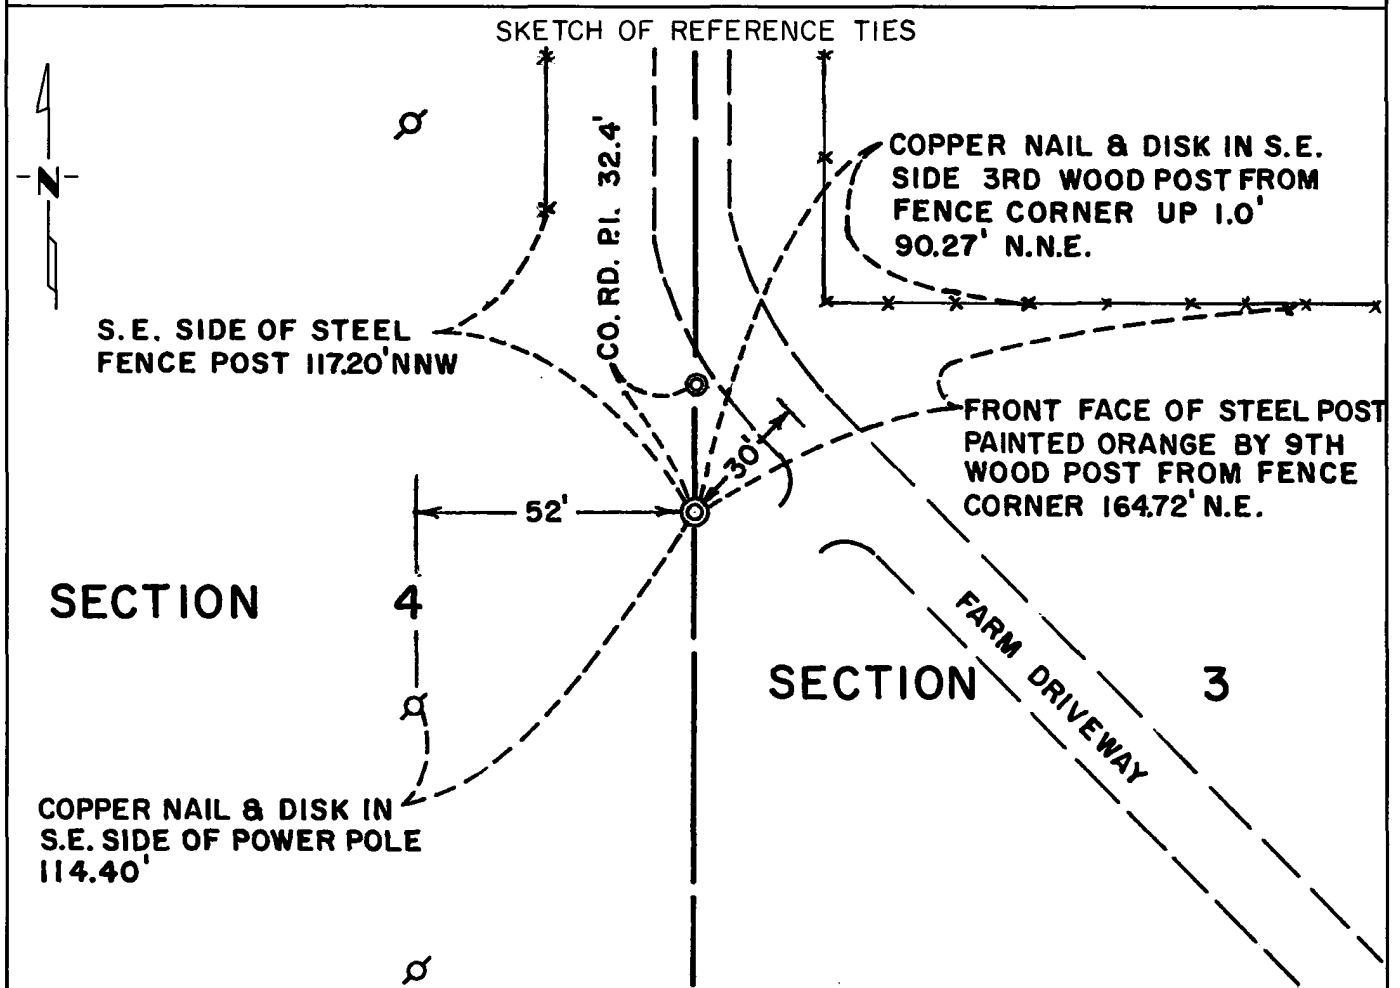 SKETCH OF REFERENCE TIES
N
CO. RD. P.I. 32.4'
COPPER NAIL & DISK IN S.E.
SIDE 3RD WOOD POST FROM
FENCE CORNER UP 1.0'
90.27' N.N.E.
S.E. SIDE OF STEEL
FENCE POST 117.20' NNW
FRONT FACE OF STEEL POST
PAINTED ORANGE BY 9TH
WOOD POST FROM FENCE
CORNER 164.72' N.E.
30'
52'
SECTION 4
SECTION 3
FARM DRIVEWAY
COPPER NAIL & DISK IN
S.E. SIDE OF POWER POLE
114.40'